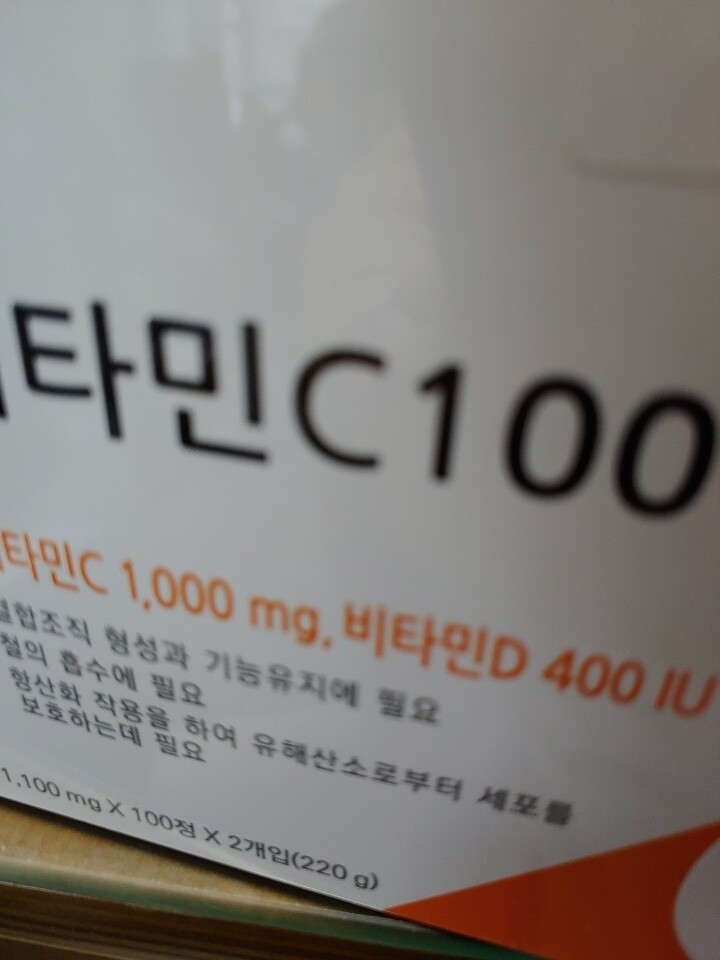 타민C100
타민C 1,000 mg, 비타민D 400 IU
결합조직 형성과 기능유지에 필요
철의 흡수에 필요
항산화 작용을 하여 유해산소로부터 세포를
보호하는데 필요
1,100 mg X 100정 X 2개입(220 g)